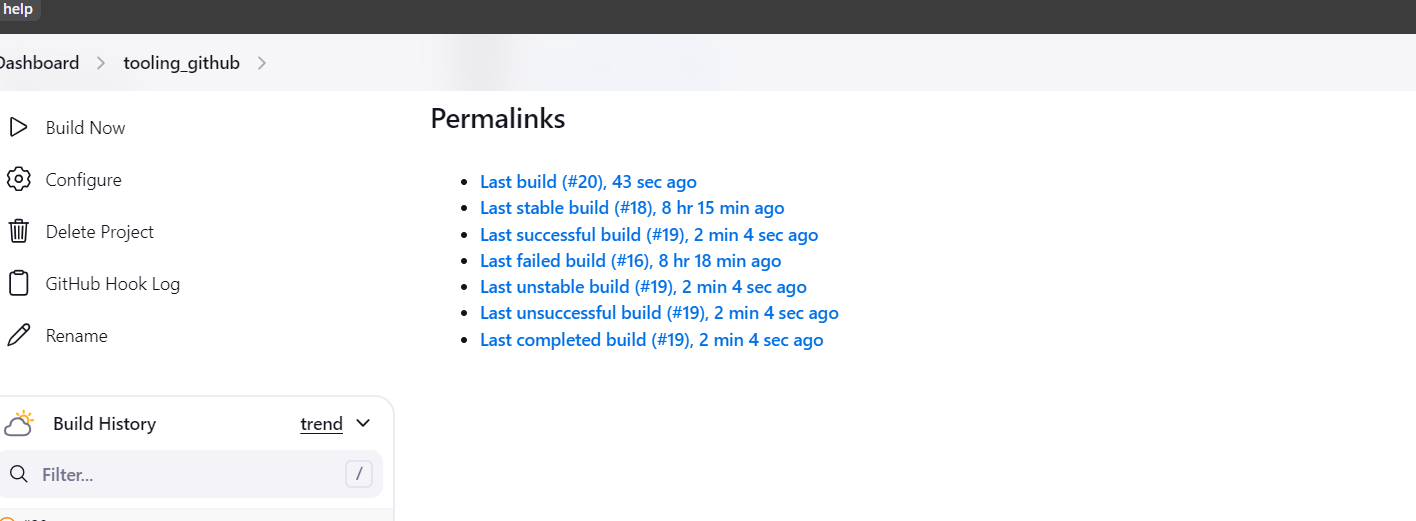 help
Dashboard
tooling_github
Build Now
Configure
Delete Project
GitHub Hook Log
Rename
Permalinks
Last build (#20), 43 sec ago
Last stable build (#18), 8 hr 15 min ago
Last successful build (#19), 2 min 4 sec ago
Last failed build (#16), 8 hr 18 min ago
Last unstable build (#19), 2 min 4 sec ago
Last unsuccessful build (#19), 2 min 4 sec ago
Last completed build (#19), 2 min 4 sec ago
Build History
trend
Filter...
/